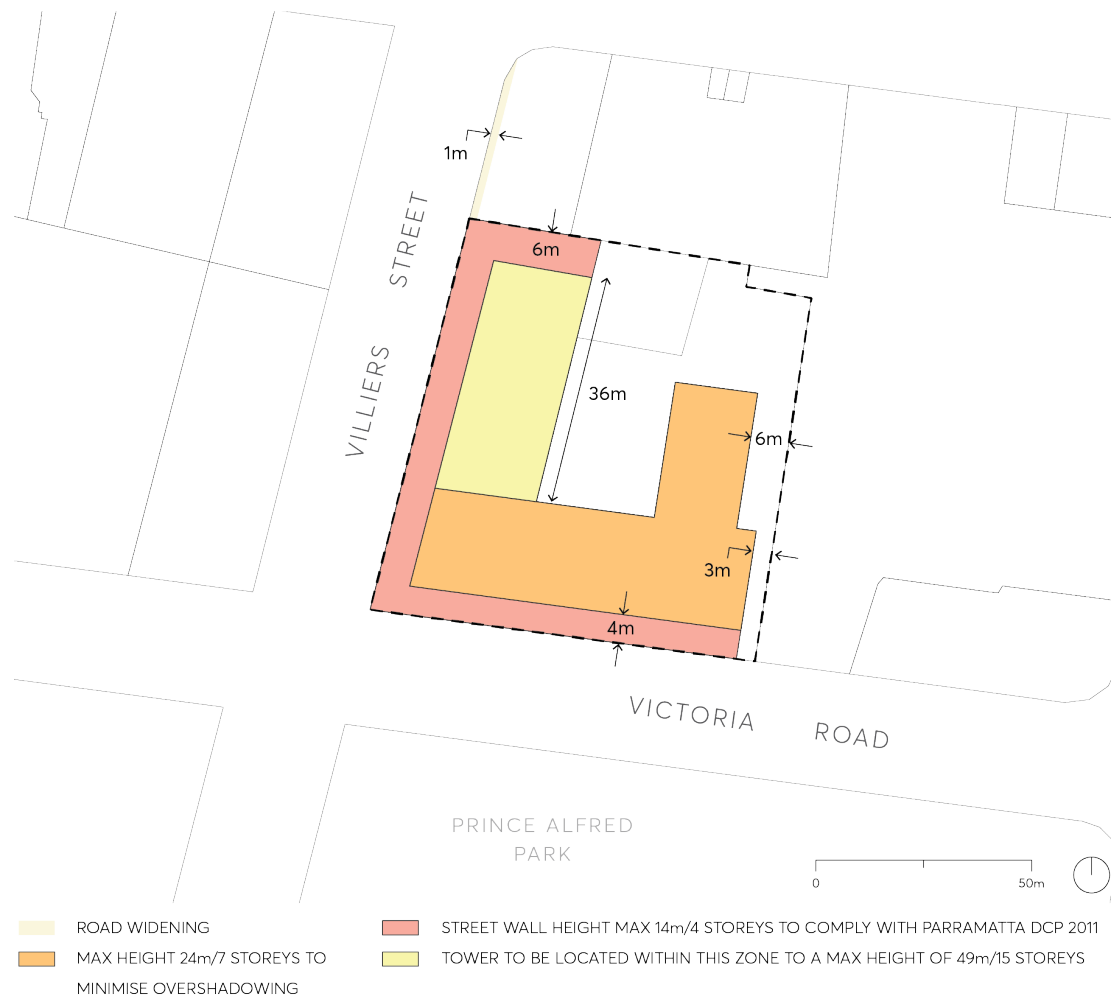 1m
STREET
6m
VILLIERS
36m
6m
3m
4m
VICTORIA ROAD
PRINCE ALFRED
PARK
0 50m
ROAD WIDENING
STREET WALL HEIGHT MAX 14m/4 STOREYS TO COMPLY WITH PARRAMATTA DCP 2011
MAX HEIGHT 24m/7 STOREYS TO
MINIMISE OVERSHADOWING
TOWER TO BE LOCATED WITHIN THIS ZONE TO A MAX HEIGHT OF 49m/15 STOREYS